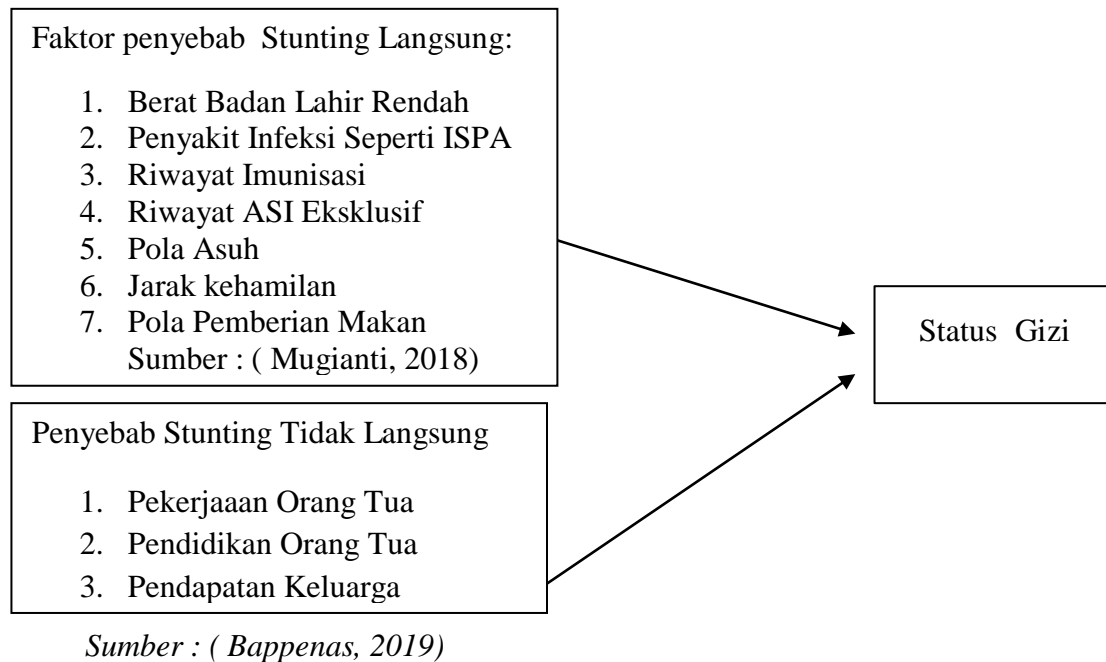 Faktor penyebab Stunting Langsung:
1. Berat Badan Lahir Rendah
2. Penyakit Infeksi Seperti ISPA
3. Riwayat Imunisasi
4. Riwayat ASI Eksklusif
5. Pola Asuh
6. Jarak kehamilan
7. Pola Pemberian Makan
Sumber : ( Mugianti, 2018)
Status Gizi
Penyebab Stunting Tidak Langsung
1. Pekerjaaan Orang Tua
2. Pendidikan Orang Tua
3. Pendapatan Keluarga
Sumber : ( Bappenas, 2019)